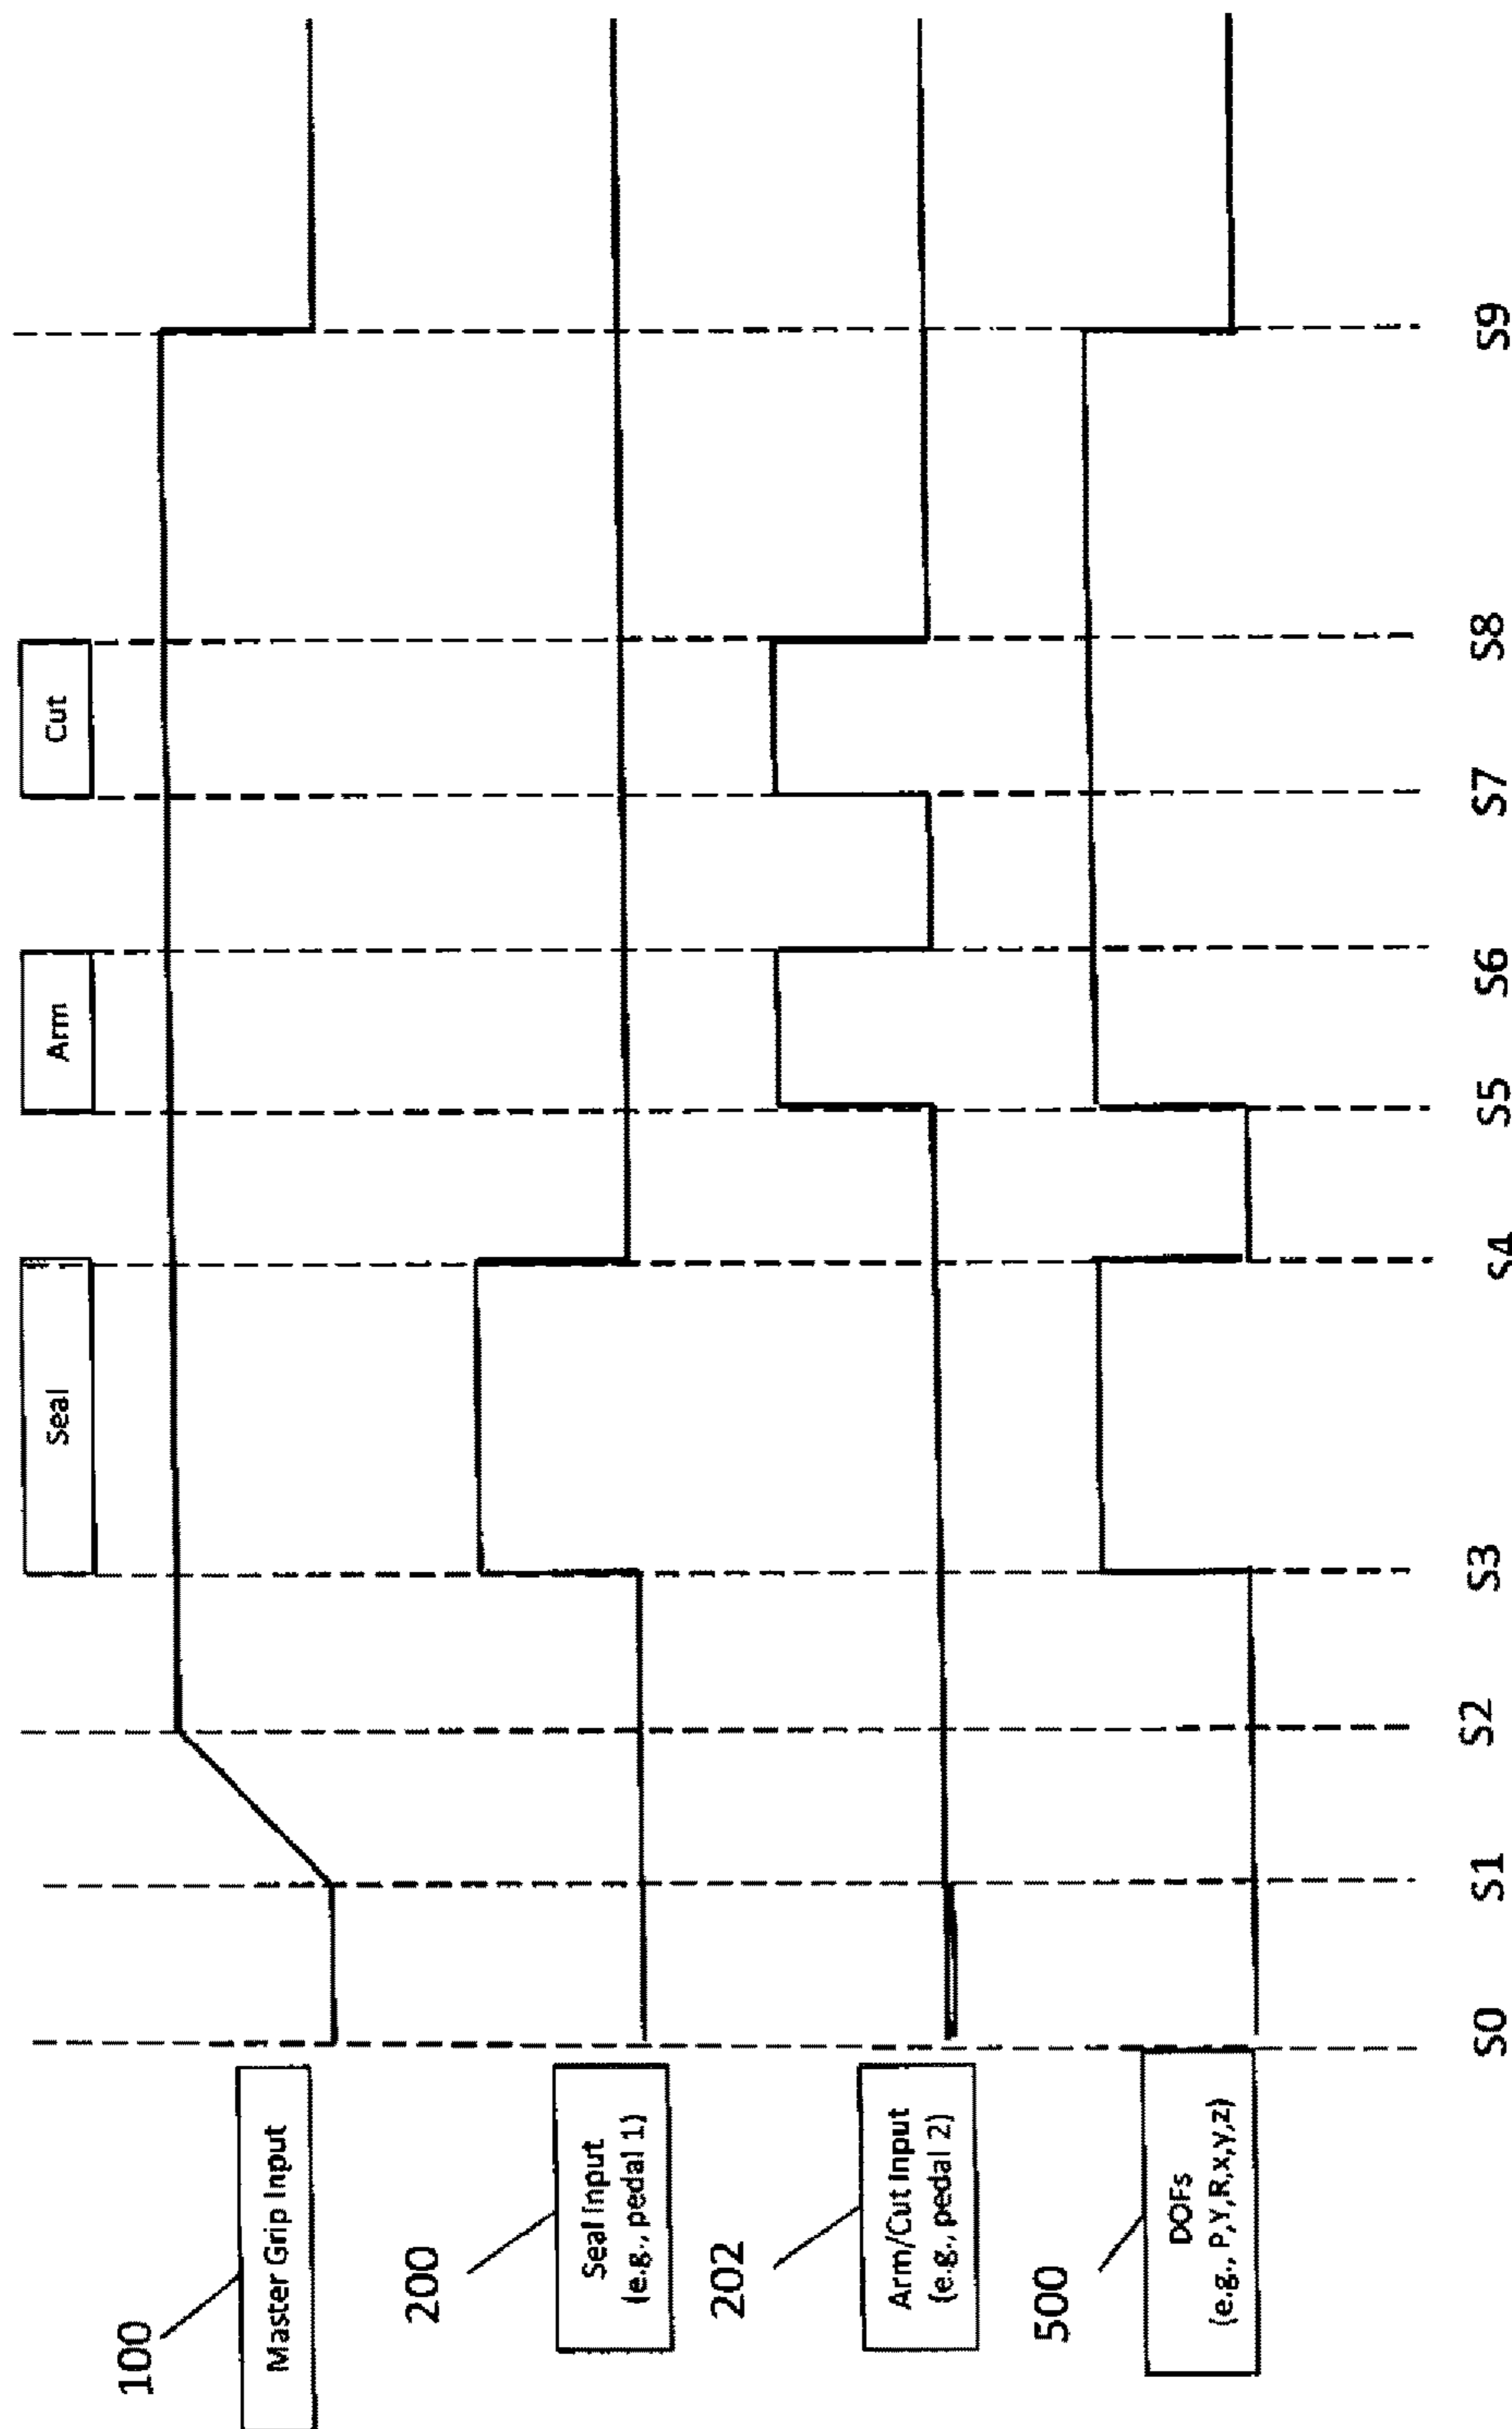 Seal
Arm
Cut
100
Master Grip Input
200
Seal Input
(e.g., pedal 1)
202
Arm/Cut Input
(e.g., pedal 2)
500
DOFs
(e.g., P,Y,R,x,y,z)
S0
S1
S2
S3
S4
S5
S6
S7
S8
S9